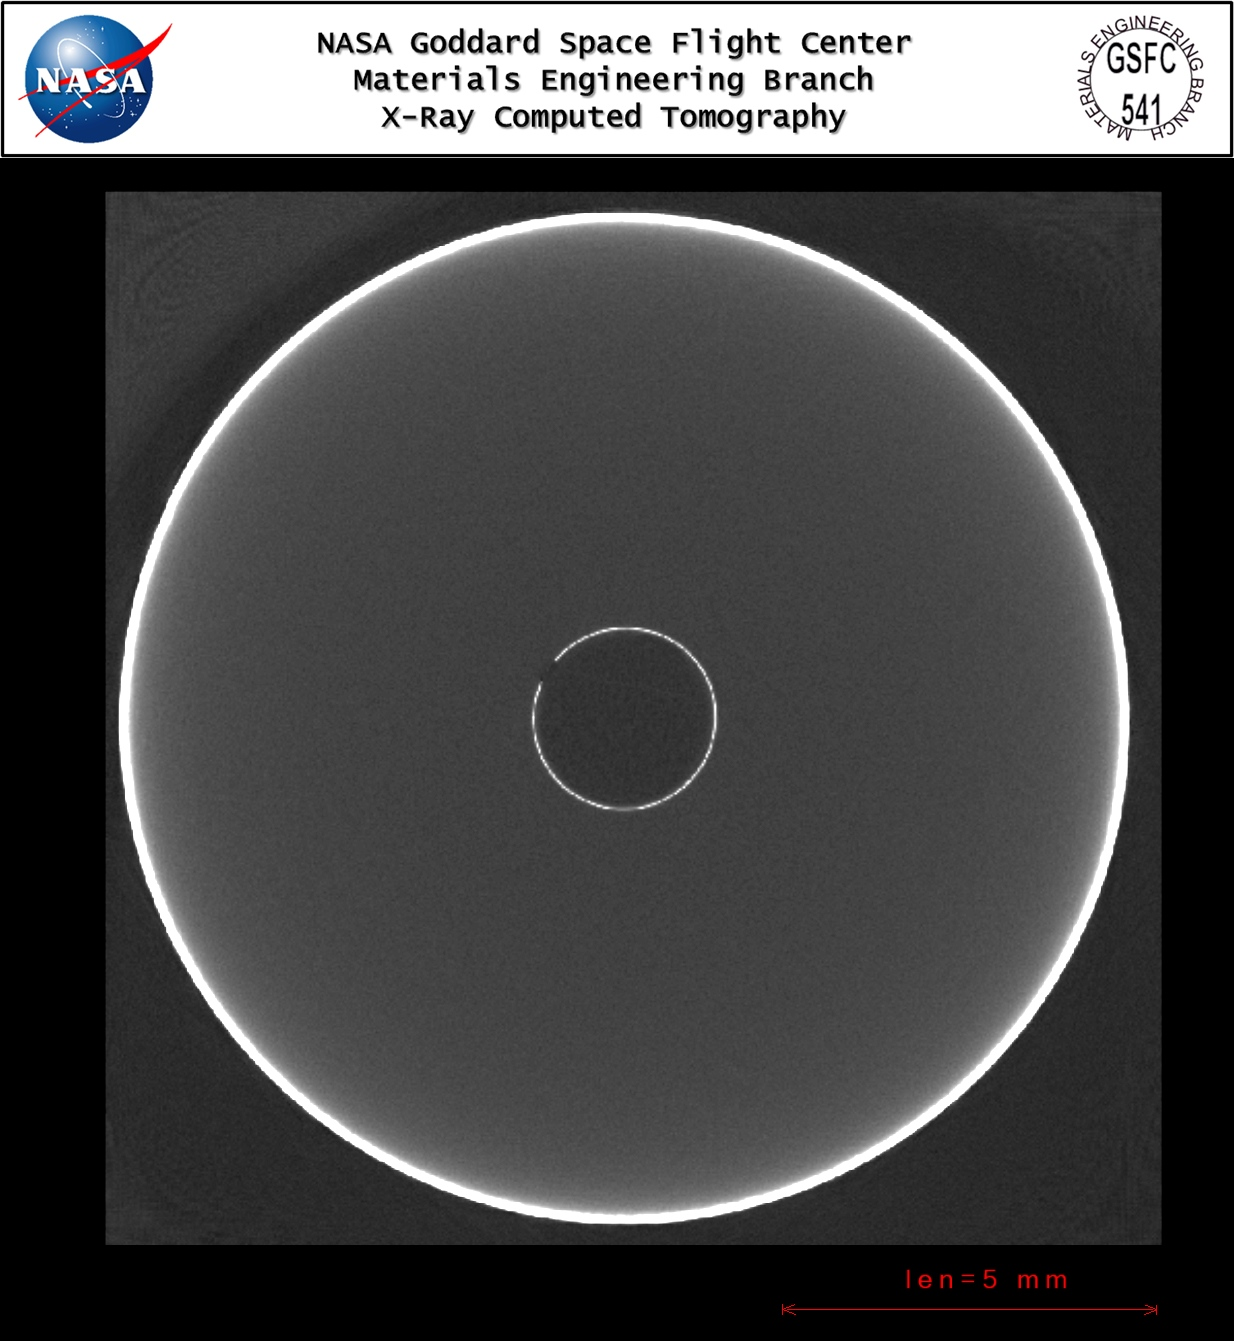 NASA
NASA Goddard Space Flight Center
Materials Engineering Branch
X-Ray Computed Tomography
MATERIALS ENGINEERING BRANCH
GSFC
541
len=5 mm